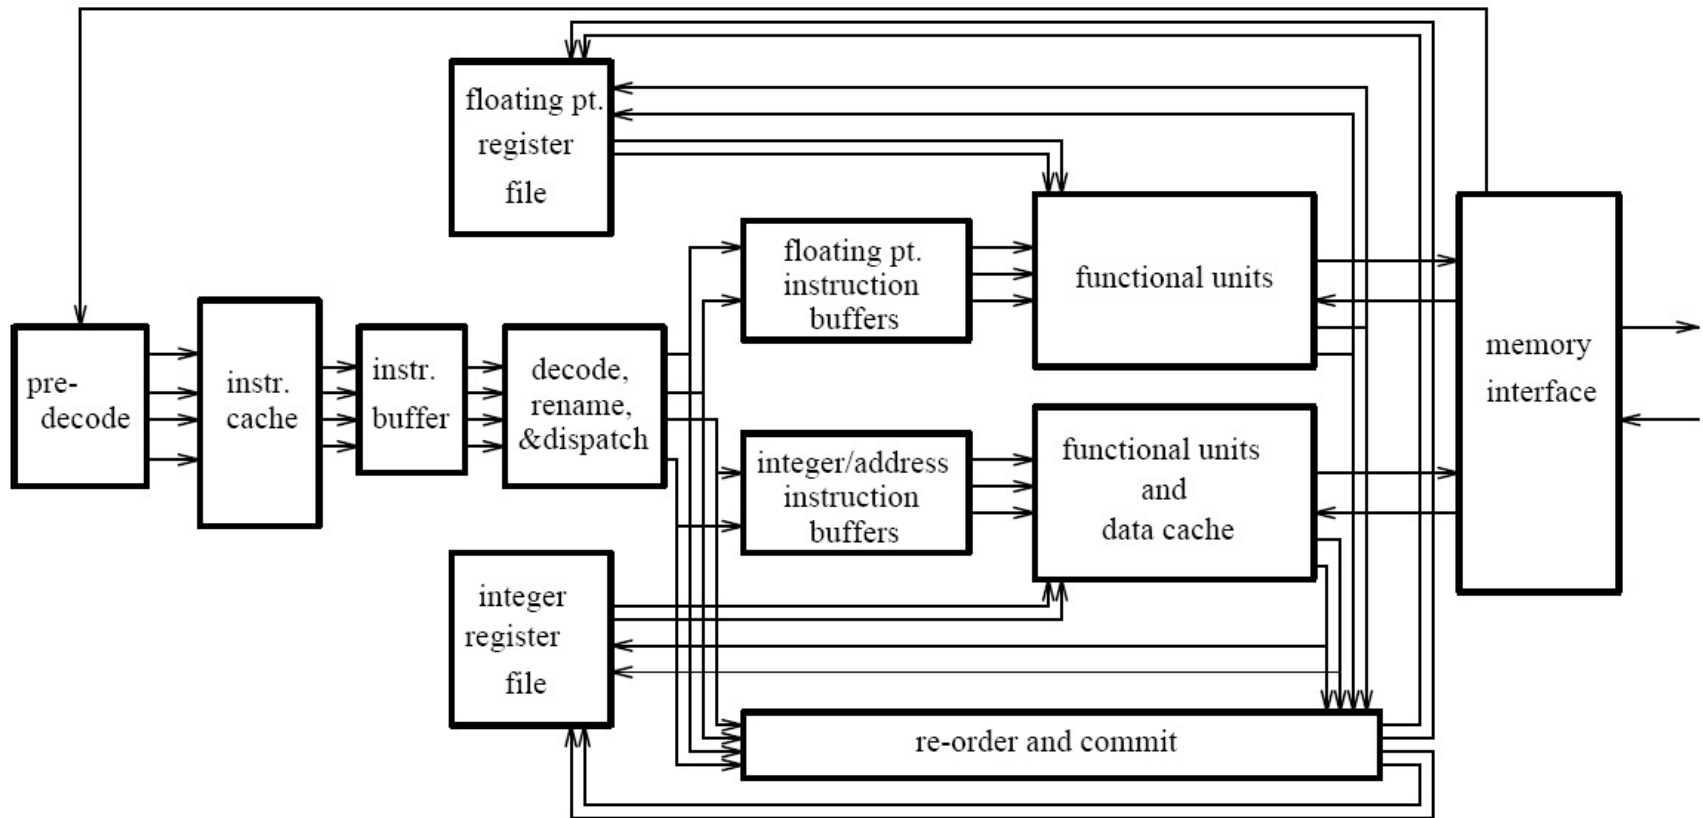 floating pt.
register
file
pre-
decode
instr.
cache
instr.
buffer
decode,
rename,
&dispatch
floating pt.
instruction
buffers
functional units
integer/address
instruction
buffers
functional units
and
data cache
memory
interface
integer
register
file
re-order and commit